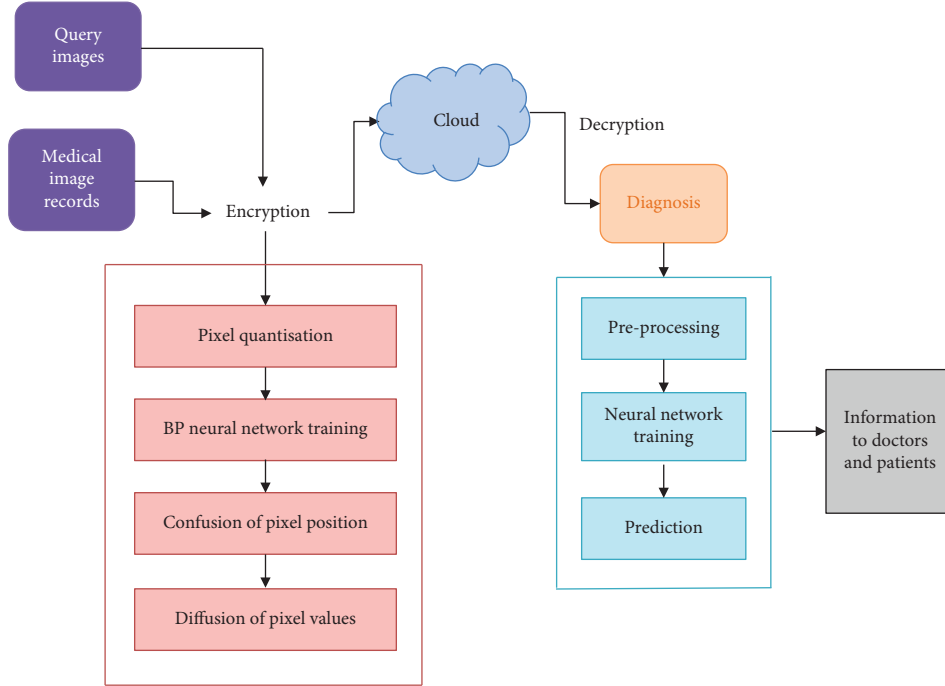 Query
images
Medical
image
records
Encryption
Cloud
Decryption
Diagnosis
Pixel quantisation
BP neural network training
Confusion of pixel position
Diffusion of pixel values
Pre-processing
Neural network
training
Prediction
Information
to doctors
and patients